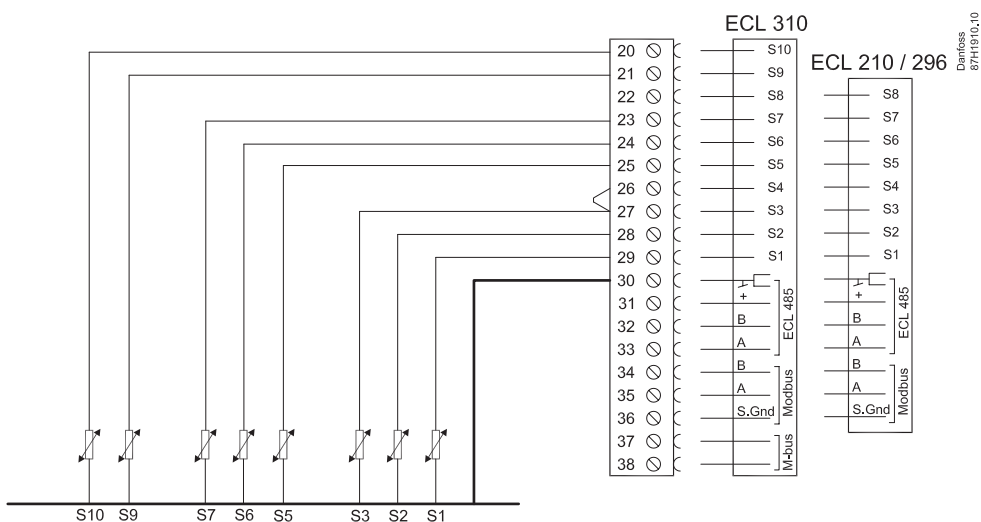 ECL 310
ECL 210 / 296
Danfoss
87H1910.10
20 S10
21 S9
22 S8
23 S7
24 S6
25 S5
26 S4
27 S3
28 S2
29 S1
30
31 +
32 B
33 A
ECL 485
34 B
35 A
36 S.Gnd
Modbus
37
38
M-bus
S8
S7
S6
S5
S4
S3
S2
S1
+
B
A
ECL 485
B
A
S.Gnd
Modbus
S10 S9 S7 S6 S5 S3 S2 S1